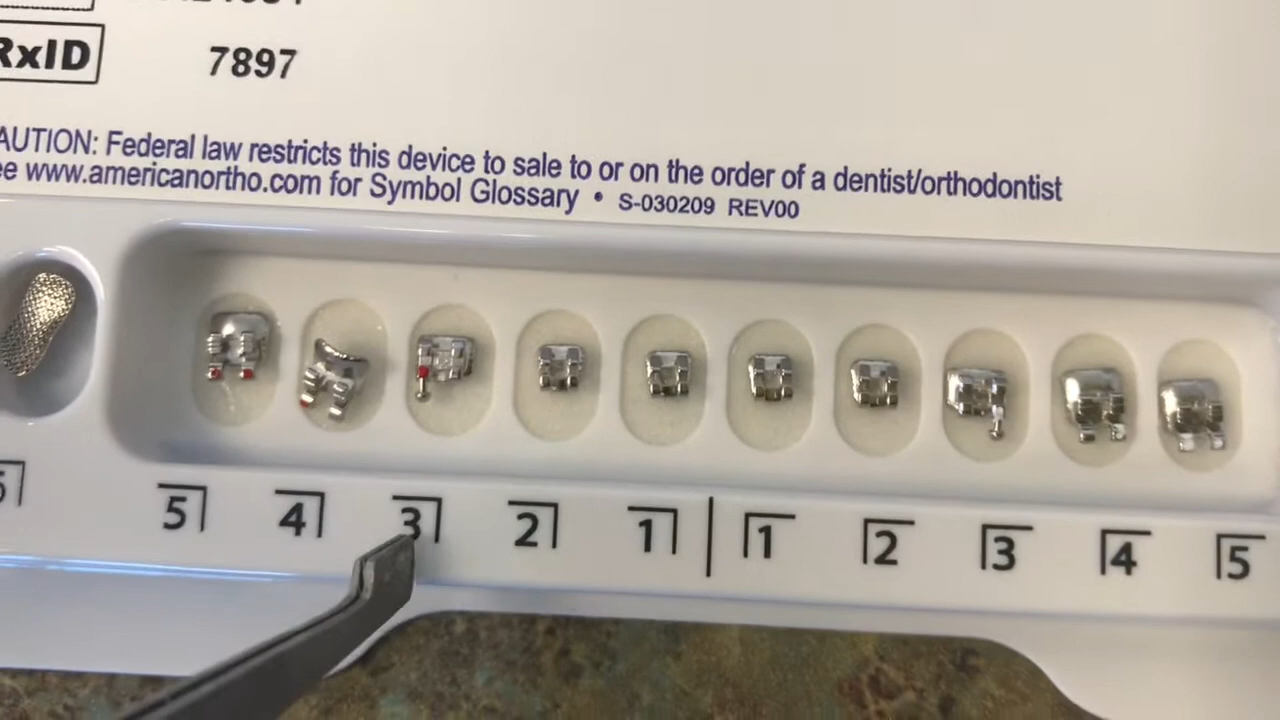 RxID 7897
AUTION: Federal law restricts this device to sale to or on the order of a dentist/orthodontist
ee www.americanortho.com for Symbol Glossary • S-030209 REV00
5 4 3 2 1 | 1 2 3 4 5